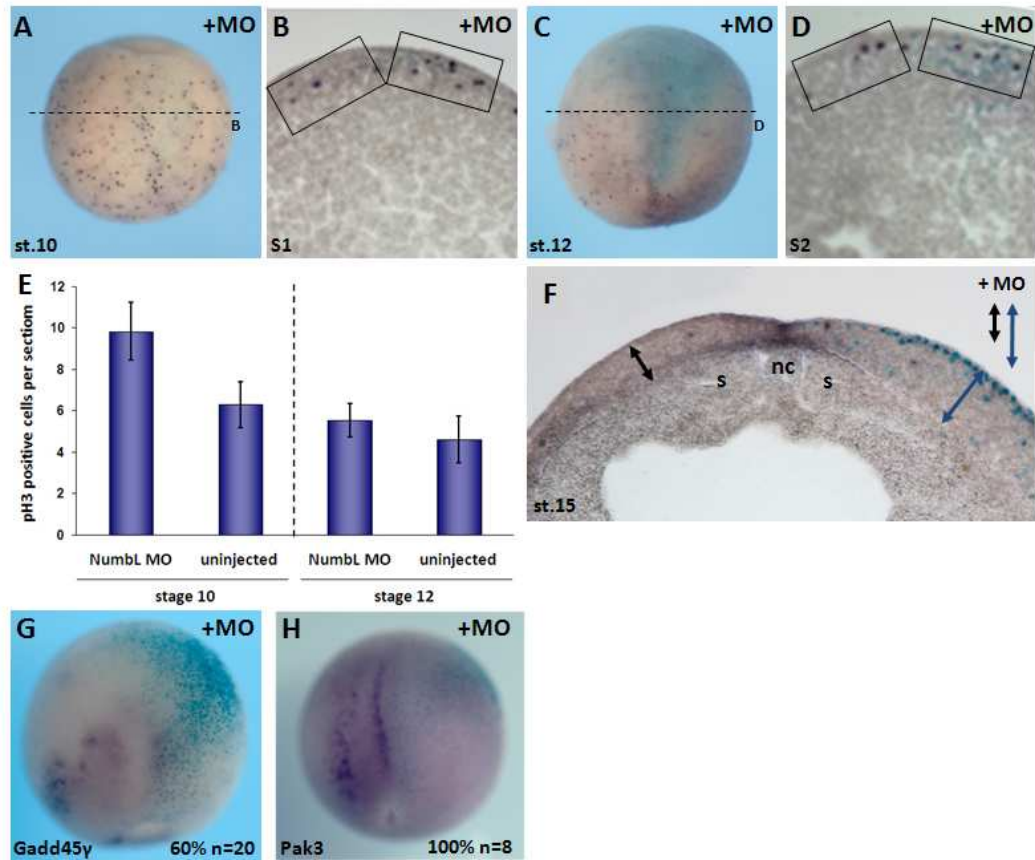 A +MO
B
st.10
B +MO
S1
C +MO
D
st.12
D +MO
S2
E
pH3 positive cells per sectiom
12
10
8
6
4
2
0
NumbL MO uninjected NumbL MO uninjected
stage 10 stage 12
F + MO
s nc s
st.15
G +MO
Gadd45γ 60% n=20
H +MO
Pak3 100% n=8